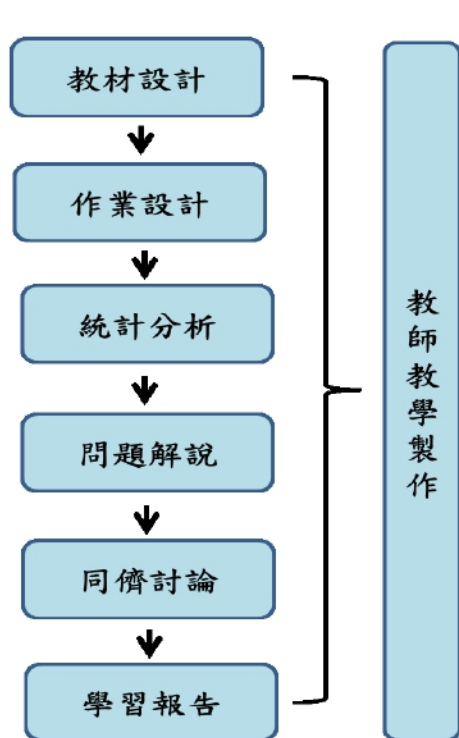 教材設計
作業設計
統計分析
問題解說
同儕討論
學習報告
教師教學製作